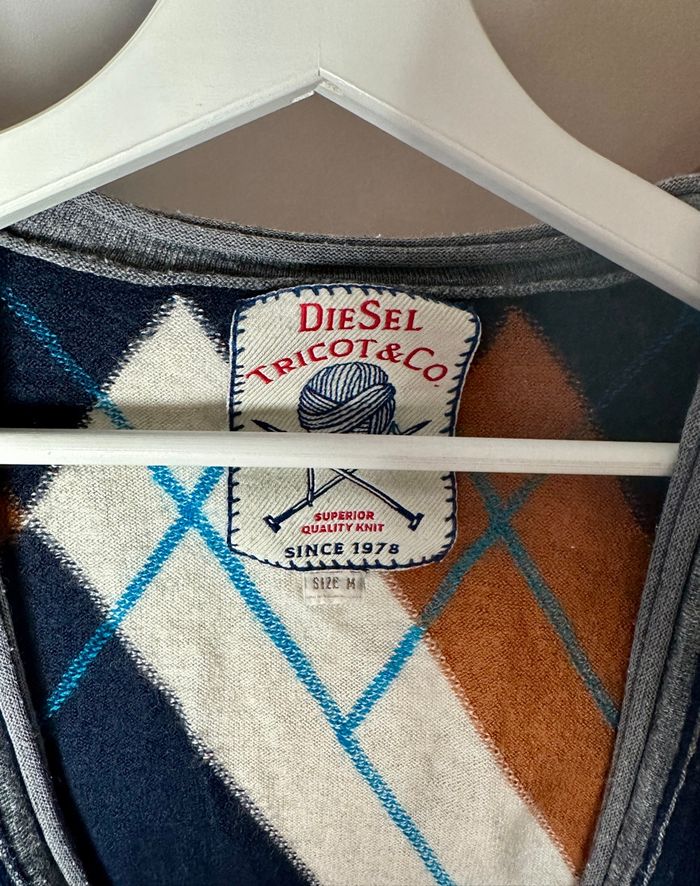 DIESEL
TRICOT & CO.
SUPERIOR
QUALITY KNIT
SINCE 1978
SIZE M